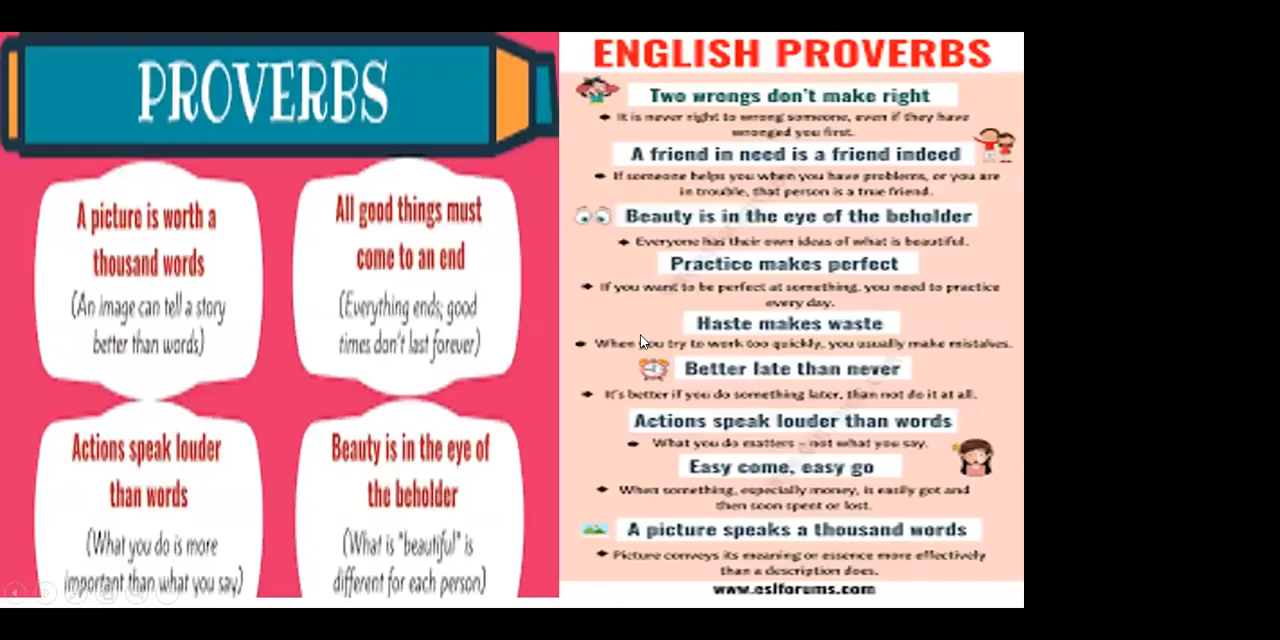 PROVERBS
A picture is worth a
thousand words
(An image can tell a story
better than words)
All good things must
come to an end
(Everything ends; good
times don't last forever)
Actions speak louder
than words
(What you do is more
important than what you say)
Beauty is in the eye of
the beholder
(What is "beautiful" is
different for each person)
ENGLISH PROVERBS
Two wrongs don't make right
It is never right to wrong someone, even if they have
wronged you first.
A friend in need is a friend indeed
If someone helps you when you have problems, or you are
in trouble, that person is a true friend.
Beauty is in the eye of the beholder
Everyone has their own ideas of what is beautiful.
Practice makes perfect
If you want to be perfect at something, you need to practice
every day.
Haste makes waste
When you try to work too quickly, you usually make mistakes.
Better late than never
It's better if you do something later, than not do it at all.
Actions speak louder than words
What you do matters – not what you say.
Easy come, easy go
When something, especially money, is easily got and
then soon spent or lost.
A picture speaks a thousand words
Picture conveys its meaning or essence more effectively
than a description does.
www.eslforums.com